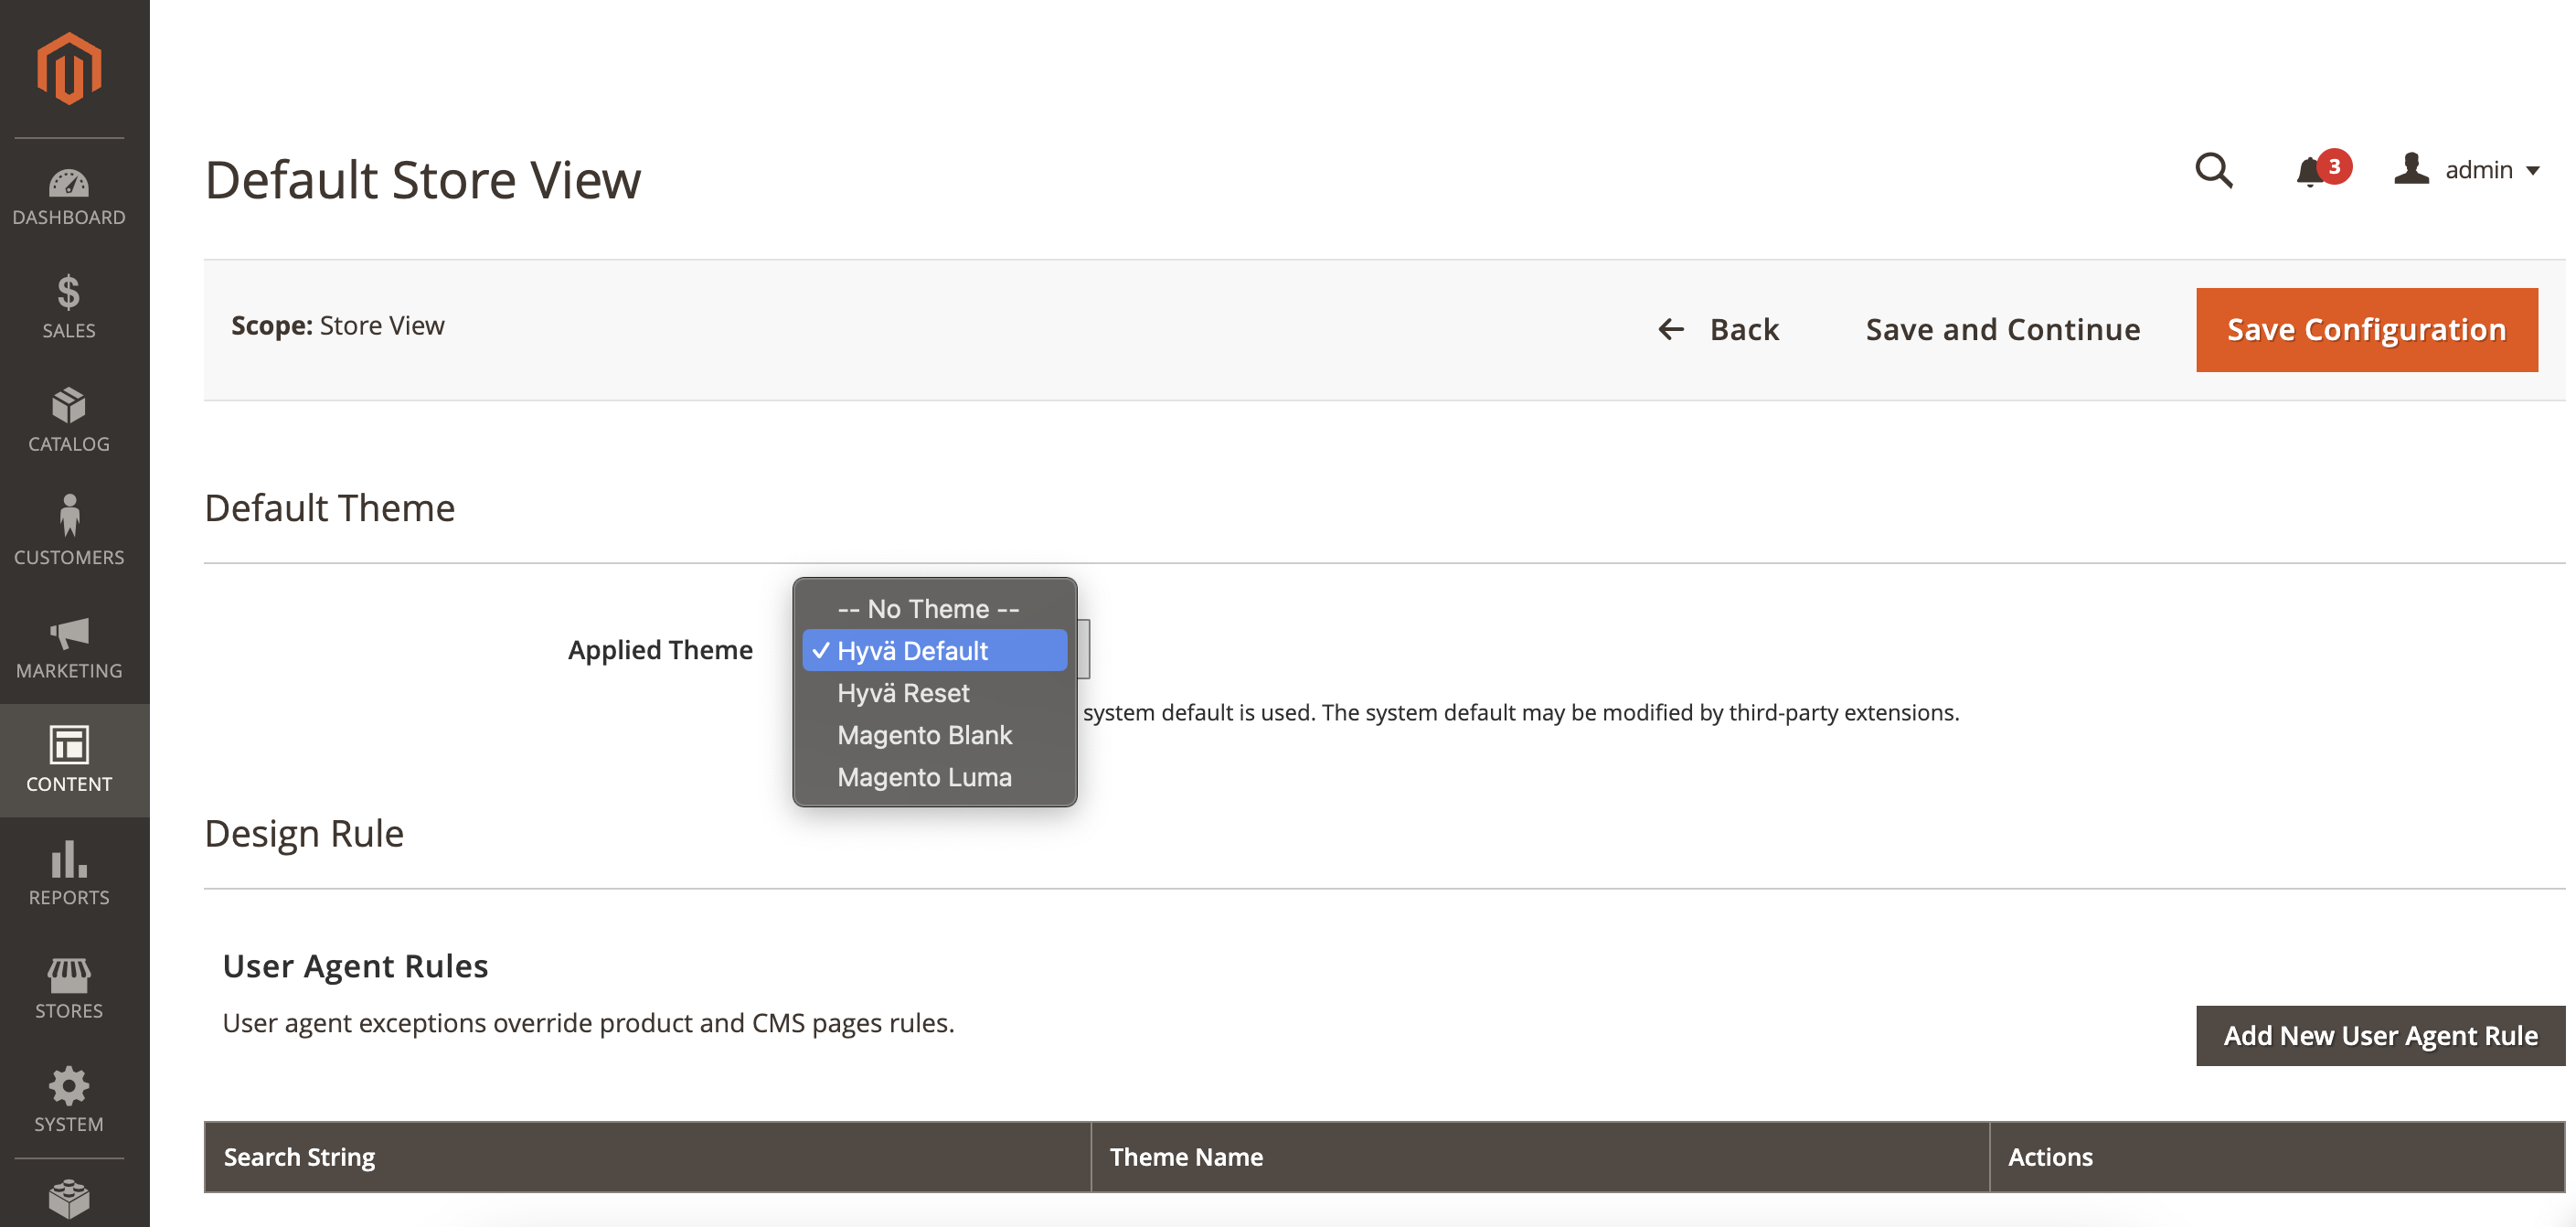 DASHBOARD
SALES
CATALOG
CUSTOMERS
MARKETING
CONTENT
REPORTS
STORES
SYSTEM
Default Store View
3
admin
Scope: Store View
Back
Save and Continue
Save Configuration
Default Theme
Applied Theme
-- No Theme --
✓ Hyvä Default
Hyvä Reset
Magento Blank
Magento Luma
system default is used. The system default may be modified by third-party extensions.
Design Rule
User Agent Rules
User agent exceptions override product and CMS pages rules.
Add New User Agent Rule
Search String
Theme Name
Actions